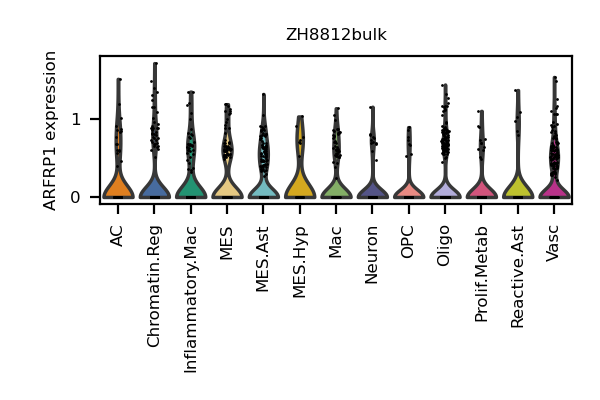 ZH8812bulk
ARFRP1 expression
1
0
AC
Chromatin.Reg
Inflammatory.Mac
MES
MES.Ast
MES.Hyp
Mac
Neuron
OPC
Oligo
Prolif.Metab
Reactive.Ast
Vasc